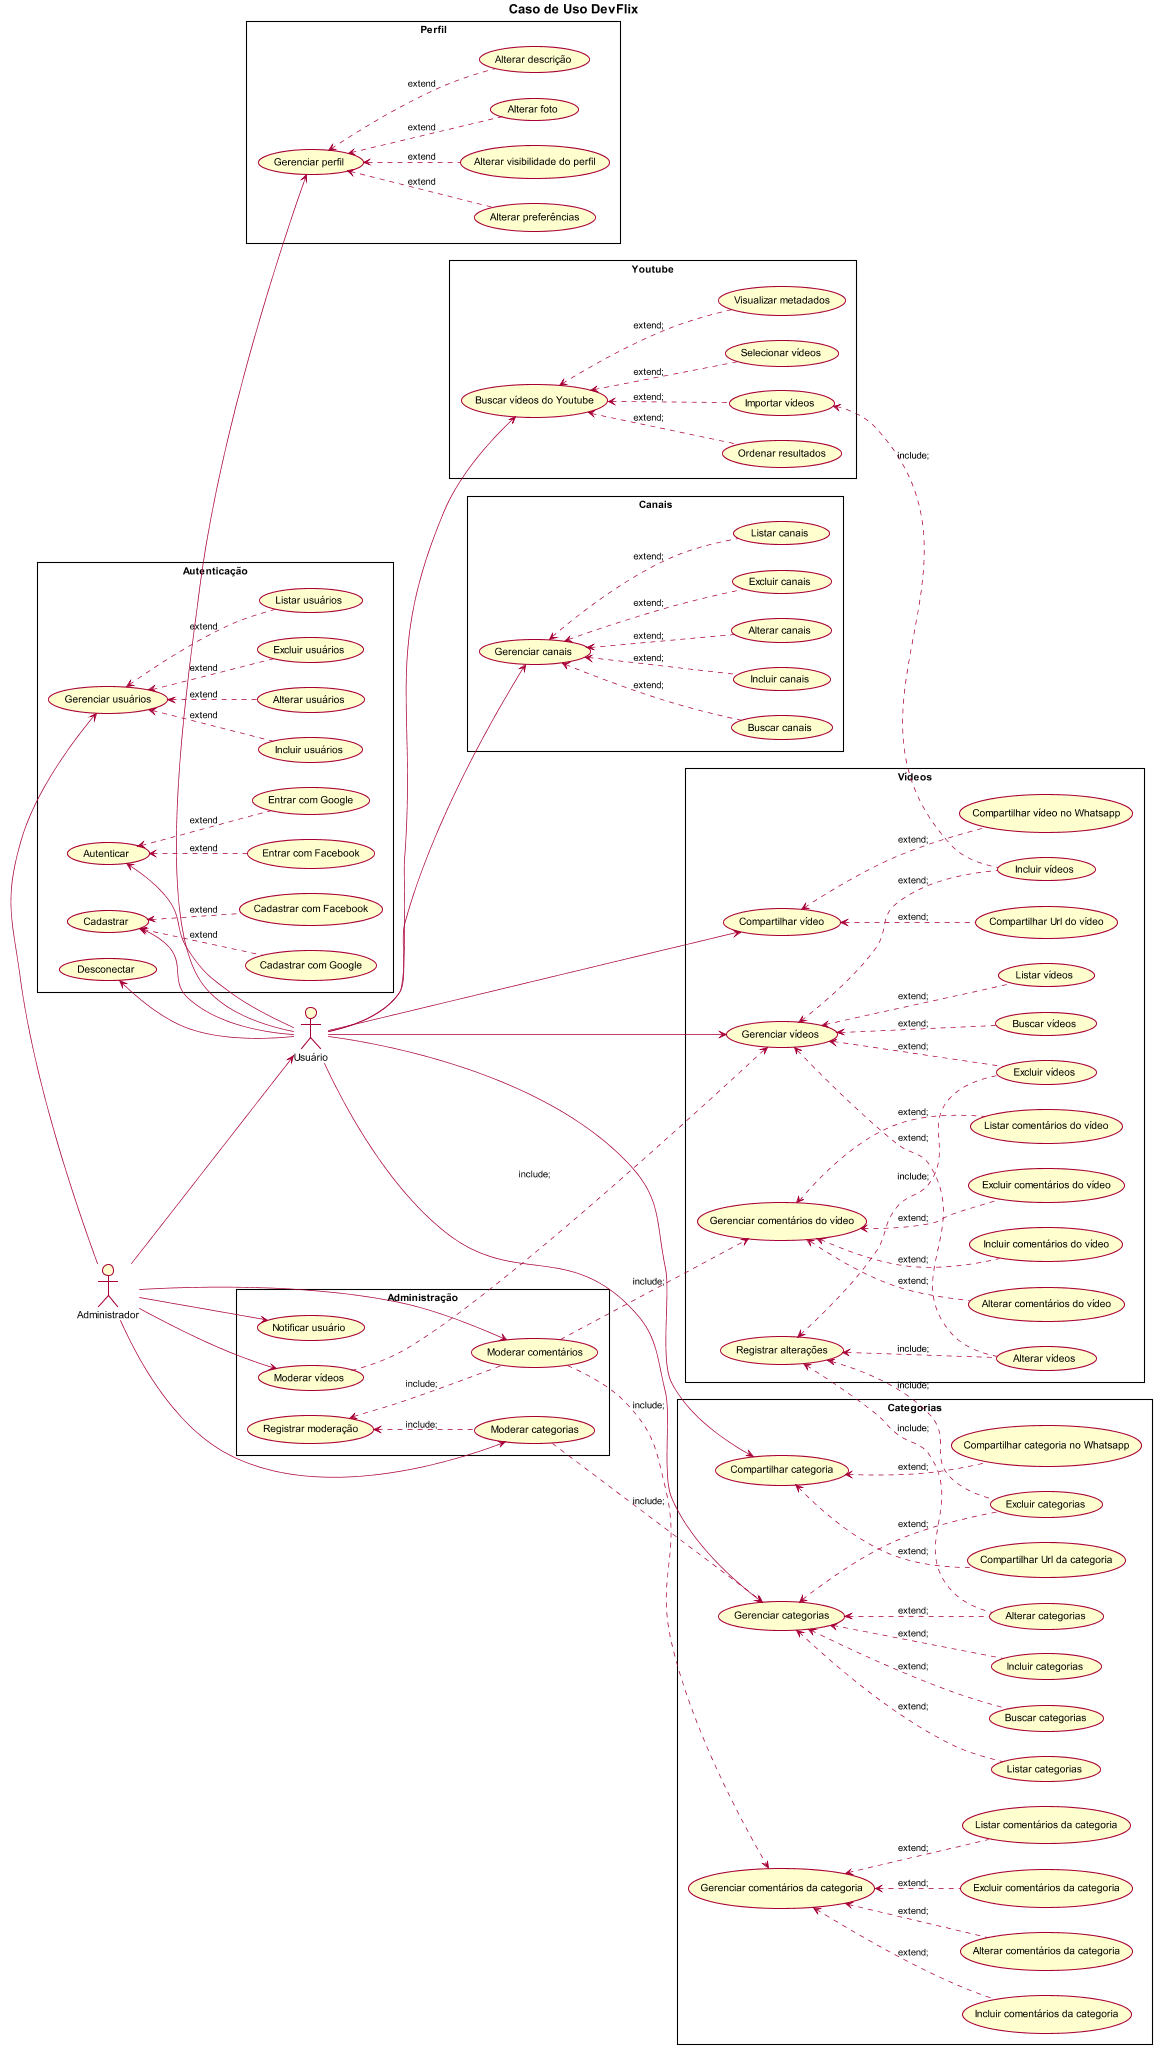 Caso de Uso DevFlix
Perfil
Alterar descrição
extend
Alterar foto
extend
Gerenciar perfil
extend
Alterar visibilidade do perfil
extend
Alterar preferências
Youtube
Visualizar metadados
extend;
Selecionar vídeos
extend;
Buscar vídeos do Youtube
extend;
Importar vídeos
extend;
Ordenar resultados
include;
Canais
Listar canais
extend;
Excluir canais
extend;
Alterar canais
extend;
Gerenciar canais
extend;
Incluir canais
extend;
Buscar canais
Autenticação
Listar usuários
extend
Excluir usuários
extend
Gerenciar usuários
extend
Alterar usuários
extend
Incluir usuários
Entrar com Google
extend
Autenticar
extend
Entrar com Facebook
Cadastrar com Facebook
extend
Cadastrar
extend
Cadastrar com Google
Desconectar
Usuário
Vídeos
Compartilhar vídeo no Whatsapp
extend;
Incluir vídeos
extend;
Compartilhar vídeo
extend;
Compartilhar Url do vídeo
Listar vídeos
extend;
Gerenciar vídeos
extend;
Buscar vídeos
extend;
Excluir vídeos
extend;
Listar comentários do vídeo
extend;
include;
include;
Excluir comentários do vídeo
Gerenciar comentários do vídeo
extend;
Incluir comentários do vídeo
extend;
include;
extend;
Alterar comentários do vídeo
Registrar alterações
include;
Alterar vídeos
include;
Administrador
Administração
Notificar usuário
Moderar comentários
Moderar vídeos
include;
include;
Registrar moderação
include;
Moderar categorias
include;
Categorias
include;
Compartilhar categoria no Whatsapp
Compartilhar categoria
extend;
Excluir categorias
extend;
extend;
Compartilhar Url da categoria
Gerenciar categorias
extend;
Alterar categorias
extend;
Incluir categorias
extend;
Buscar categorias
extend;
Listar categorias
Listar comentários da categoria
extend;
Gerenciar comentários da categoria
extend;
Excluir comentários da categoria
extend;
Alterar comentários da categoria
extend;
Incluir comentários da categoria